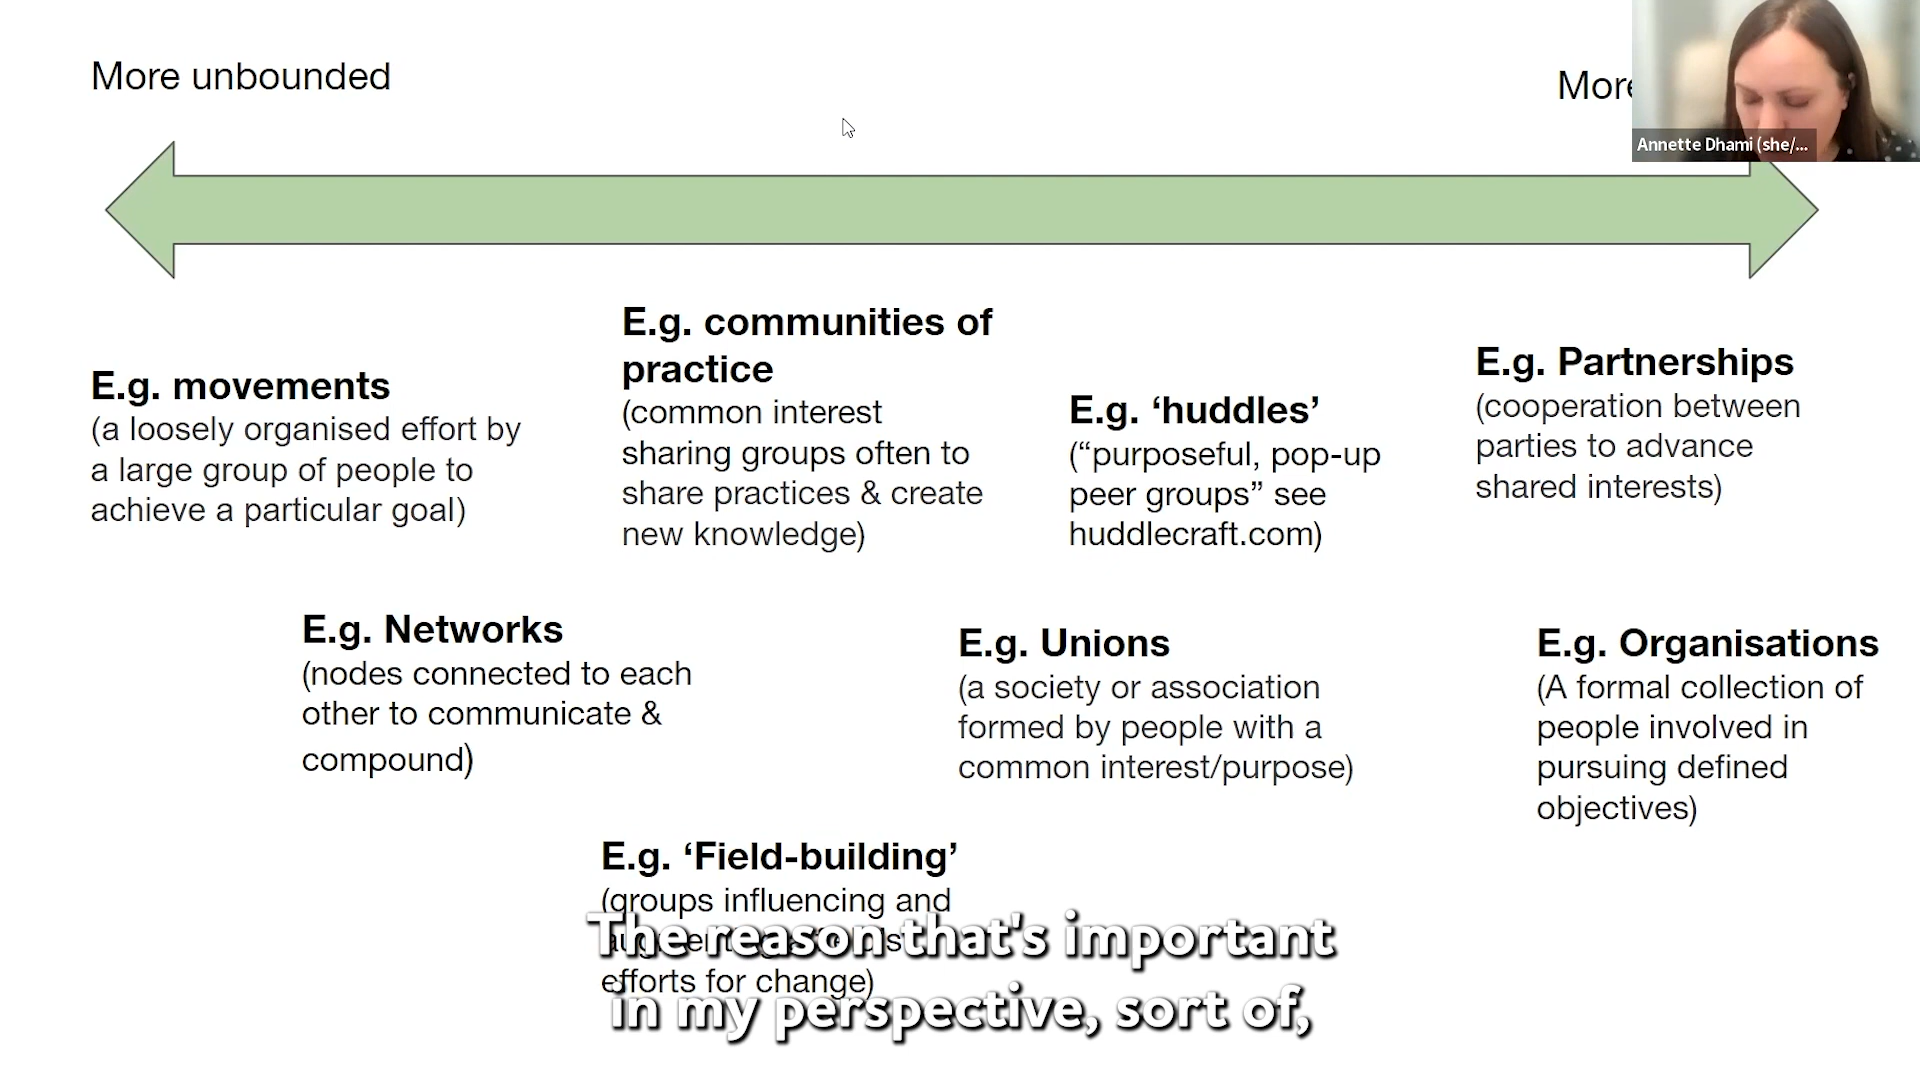 More unbounded
More
Annette Dhami (she/...
E.g. movements
(a loosely organised effort by
a large group of people to
achieve a particular goal)
E.g. communities of
practice
(common interest
sharing groups often to
share practices & create
new knowledge)
E.g. ‘huddles’
(“purposeful, pop-up
peer groups” see
huddlecraft.com)
E.g. Partnerships
(cooperation between
parties to advance
shared interests)
E.g. Networks
(nodes connected to each
other to communicate &
compound)
E.g. Unions
(a society or association
formed by people with a
common interest/purpose)
E.g. Organisations
(A formal collection of
people involved in
pursuing defined
objectives)
E.g. ‘Field-building’
(groups influencing and
efforts for change)
The reason that's important
in my perspective, sort of,